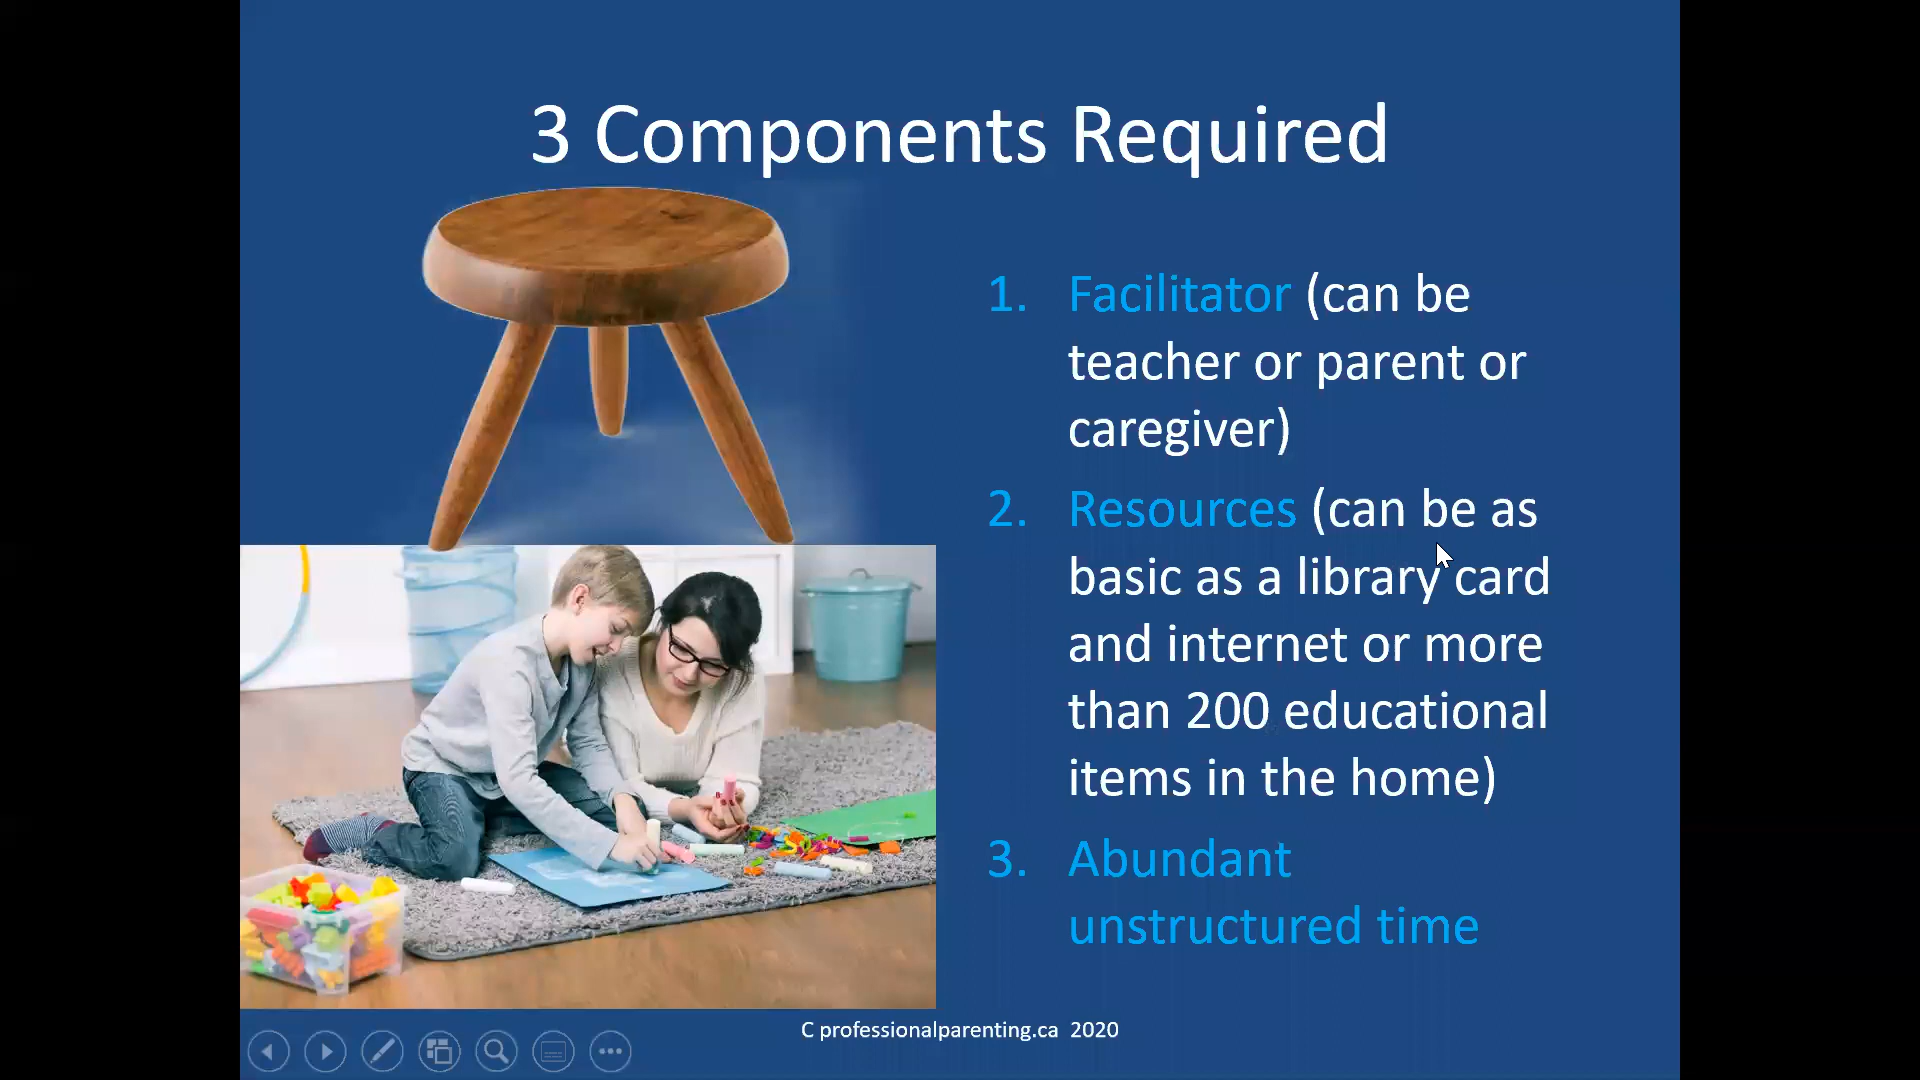 3 Components Required
1. Facilitator (can be
teacher or parent or
caregiver)
2. Resources (can be as
basic as a library card
and internet or more
than 200 educational
items in the home)
3. Abundant
unstructured time
C professionalparenting.ca 2020